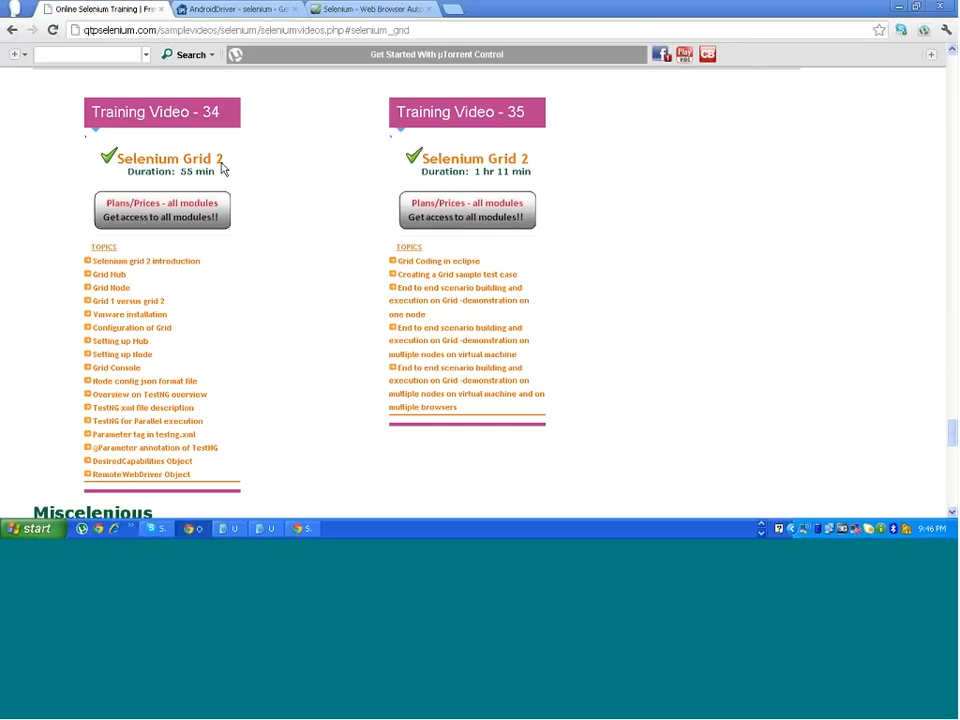 Online Selenium Training | Fre
AndroidDriver - selenium - Ge
Selenium - Web Browser Auto
qtpselenium.com/samplevideos/selenium/seleniumvideos.php#selenium_grid
Search
Get Started With µTorrent Control
Training Video - 34
Selenium Grid 2
Duration: 55 min
Plans/Prices - all modules
Get access to all modules!!
TOPICS
Selenium grid 2 introduction
Grid Hub
Grid Node
Grid 1 versus grid 2
Vmware installation
Configuration of Grid
Setting up Hub
Setting up Node
Grid Console
Node config json format file
Overview on TestNG overview
TestNG xml file description
TestNG for Parallel execution
Parameter tag in testng.xml
@Parameter annotation of TestNG
DesiredCapabilities Object
RemoteWebDriver Object
Training Video - 35
Selenium Grid 2
Duration: 1 hr 11 min
Plans/Prices - all modules
Get access to all modules!!
TOPICS
Grid Coding in eclipse
Creating a Grid sample test case
End to end scenario building and
execution on Grid -demonstration on
one node
End to end scenario building and
execution on Grid -demonstration on
multiple nodes on virtual machine
End to end scenario building and
execution on Grid -demonstration on
multiple nodes on virtual machine and on
multiple browsers
Miscelenious
start
S.
O
U
U
S.
9:46 PM